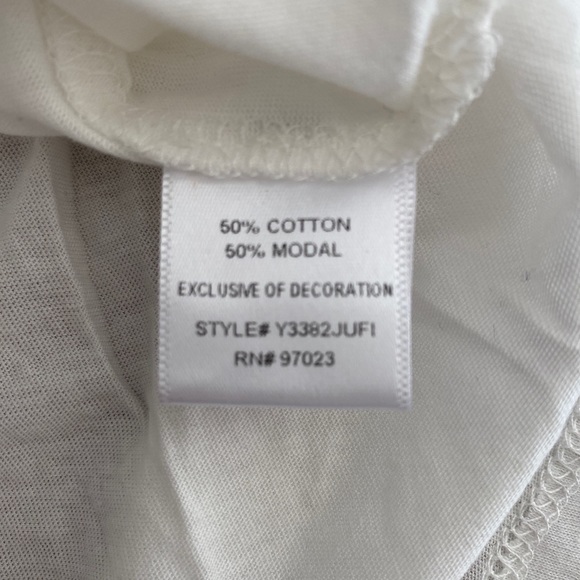 50% COTTON
50% MODAL
EXCLUSIVE OF DECORATION
STYLE# Y3382JUFI
RN# 97023